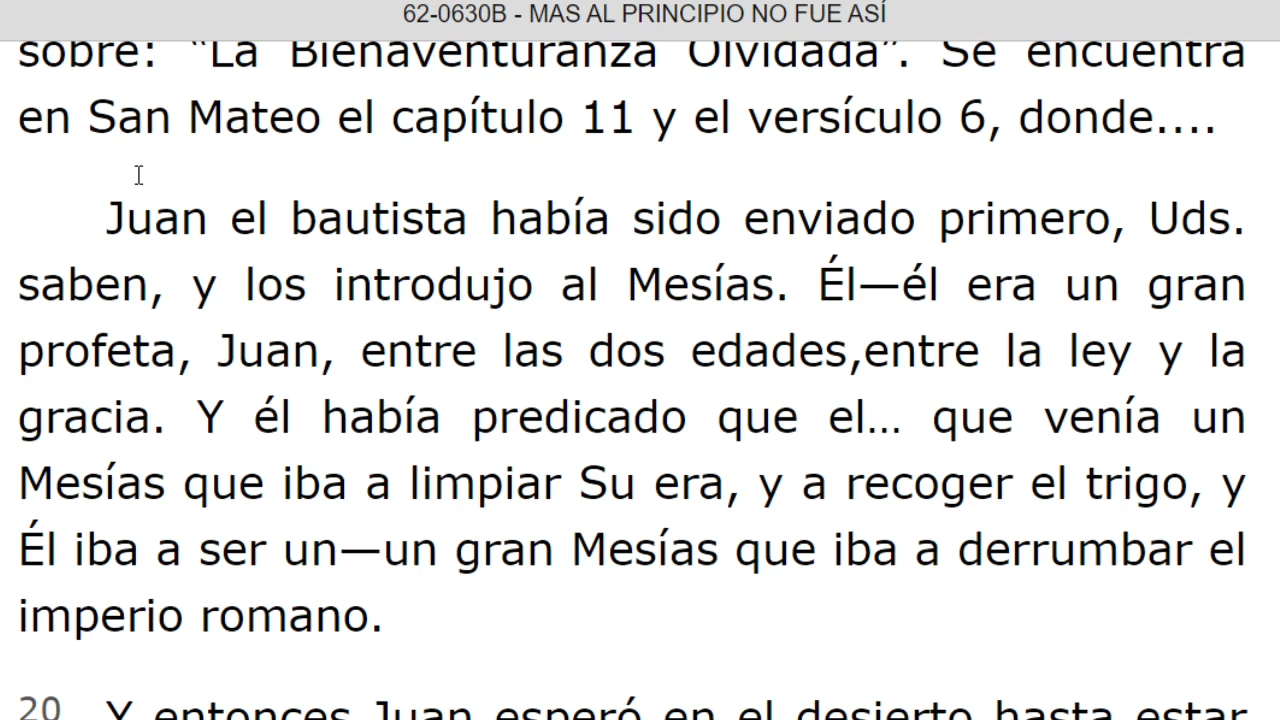 62-0630B - MAS AL PRINCIPIO NO FUE ASÍ
sobre: “La Bienaventuranza Olvidada”. Se encuentra
en San Mateo el capítulo 11 y el versículo 6, donde....
Juan el bautista había sido enviado primero, Uds.
saben, y los introdujo al Mesías. Él—él era un gran
profeta, Juan, entre las dos edades,entre la ley y la
gracia. Y él había predicado que el… que venía un
Mesías que iba a limpiar Su era, y a recoger el trigo, y
Él iba a ser un—un gran Mesías que iba a derrumbar el
imperio romano.
20 Y entonces Juan esperó en el desierto hasta estar